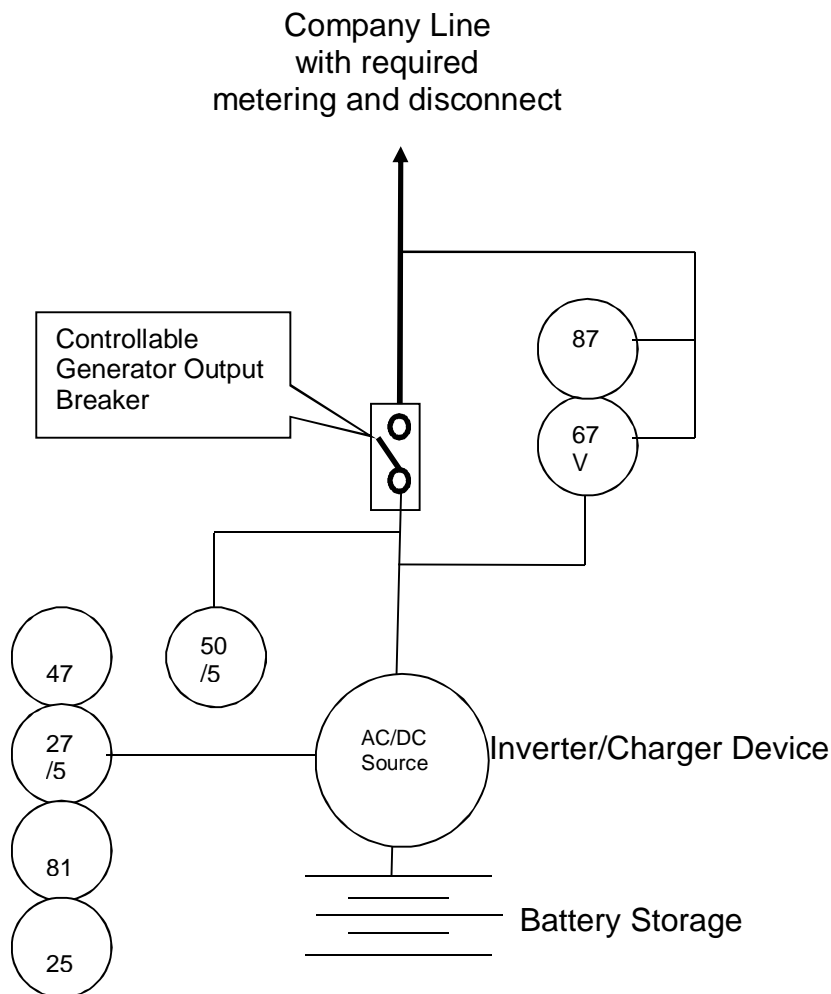 Company Line
with required
metering and disconnect
Controllable
Generator Output
Breaker
87
67
V
50
/5
47
27
/5
81
25
AC/DC
Source
Inverter/Charger Device
Battery Storage